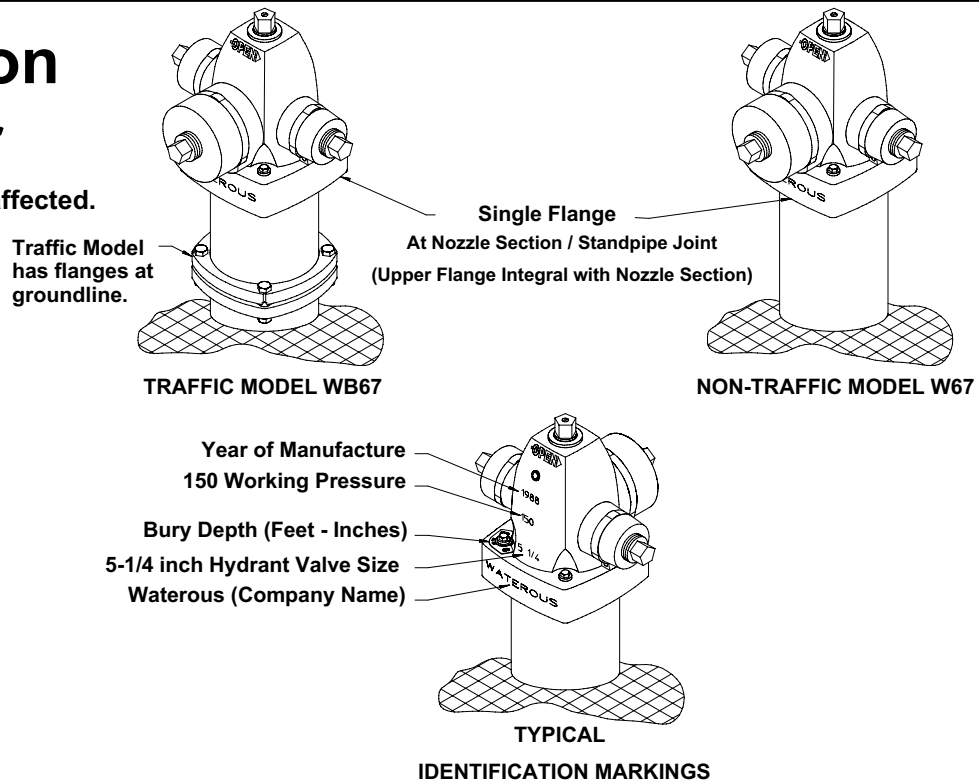 on
affected.
OPEN
OPEN
EROUS
EROUS
Traffic Model
has flanges at
groundline.
Single Flange
At Nozzle Section / Standpipe Joint
(Upper Flange Integral with Nozzle Section)
TRAFFIC MODEL WB67
NON-TRAFFIC MODEL W67
Year of Manufacture
150 Working Pressure
Bury Depth (Feet - Inches)
5-1/4 inch Hydrant Valve Size
Waterous (Company Name)
OPEN
1988
150
5 1/4
WATEROUS
TYPICAL
IDENTIFICATION MARKINGS